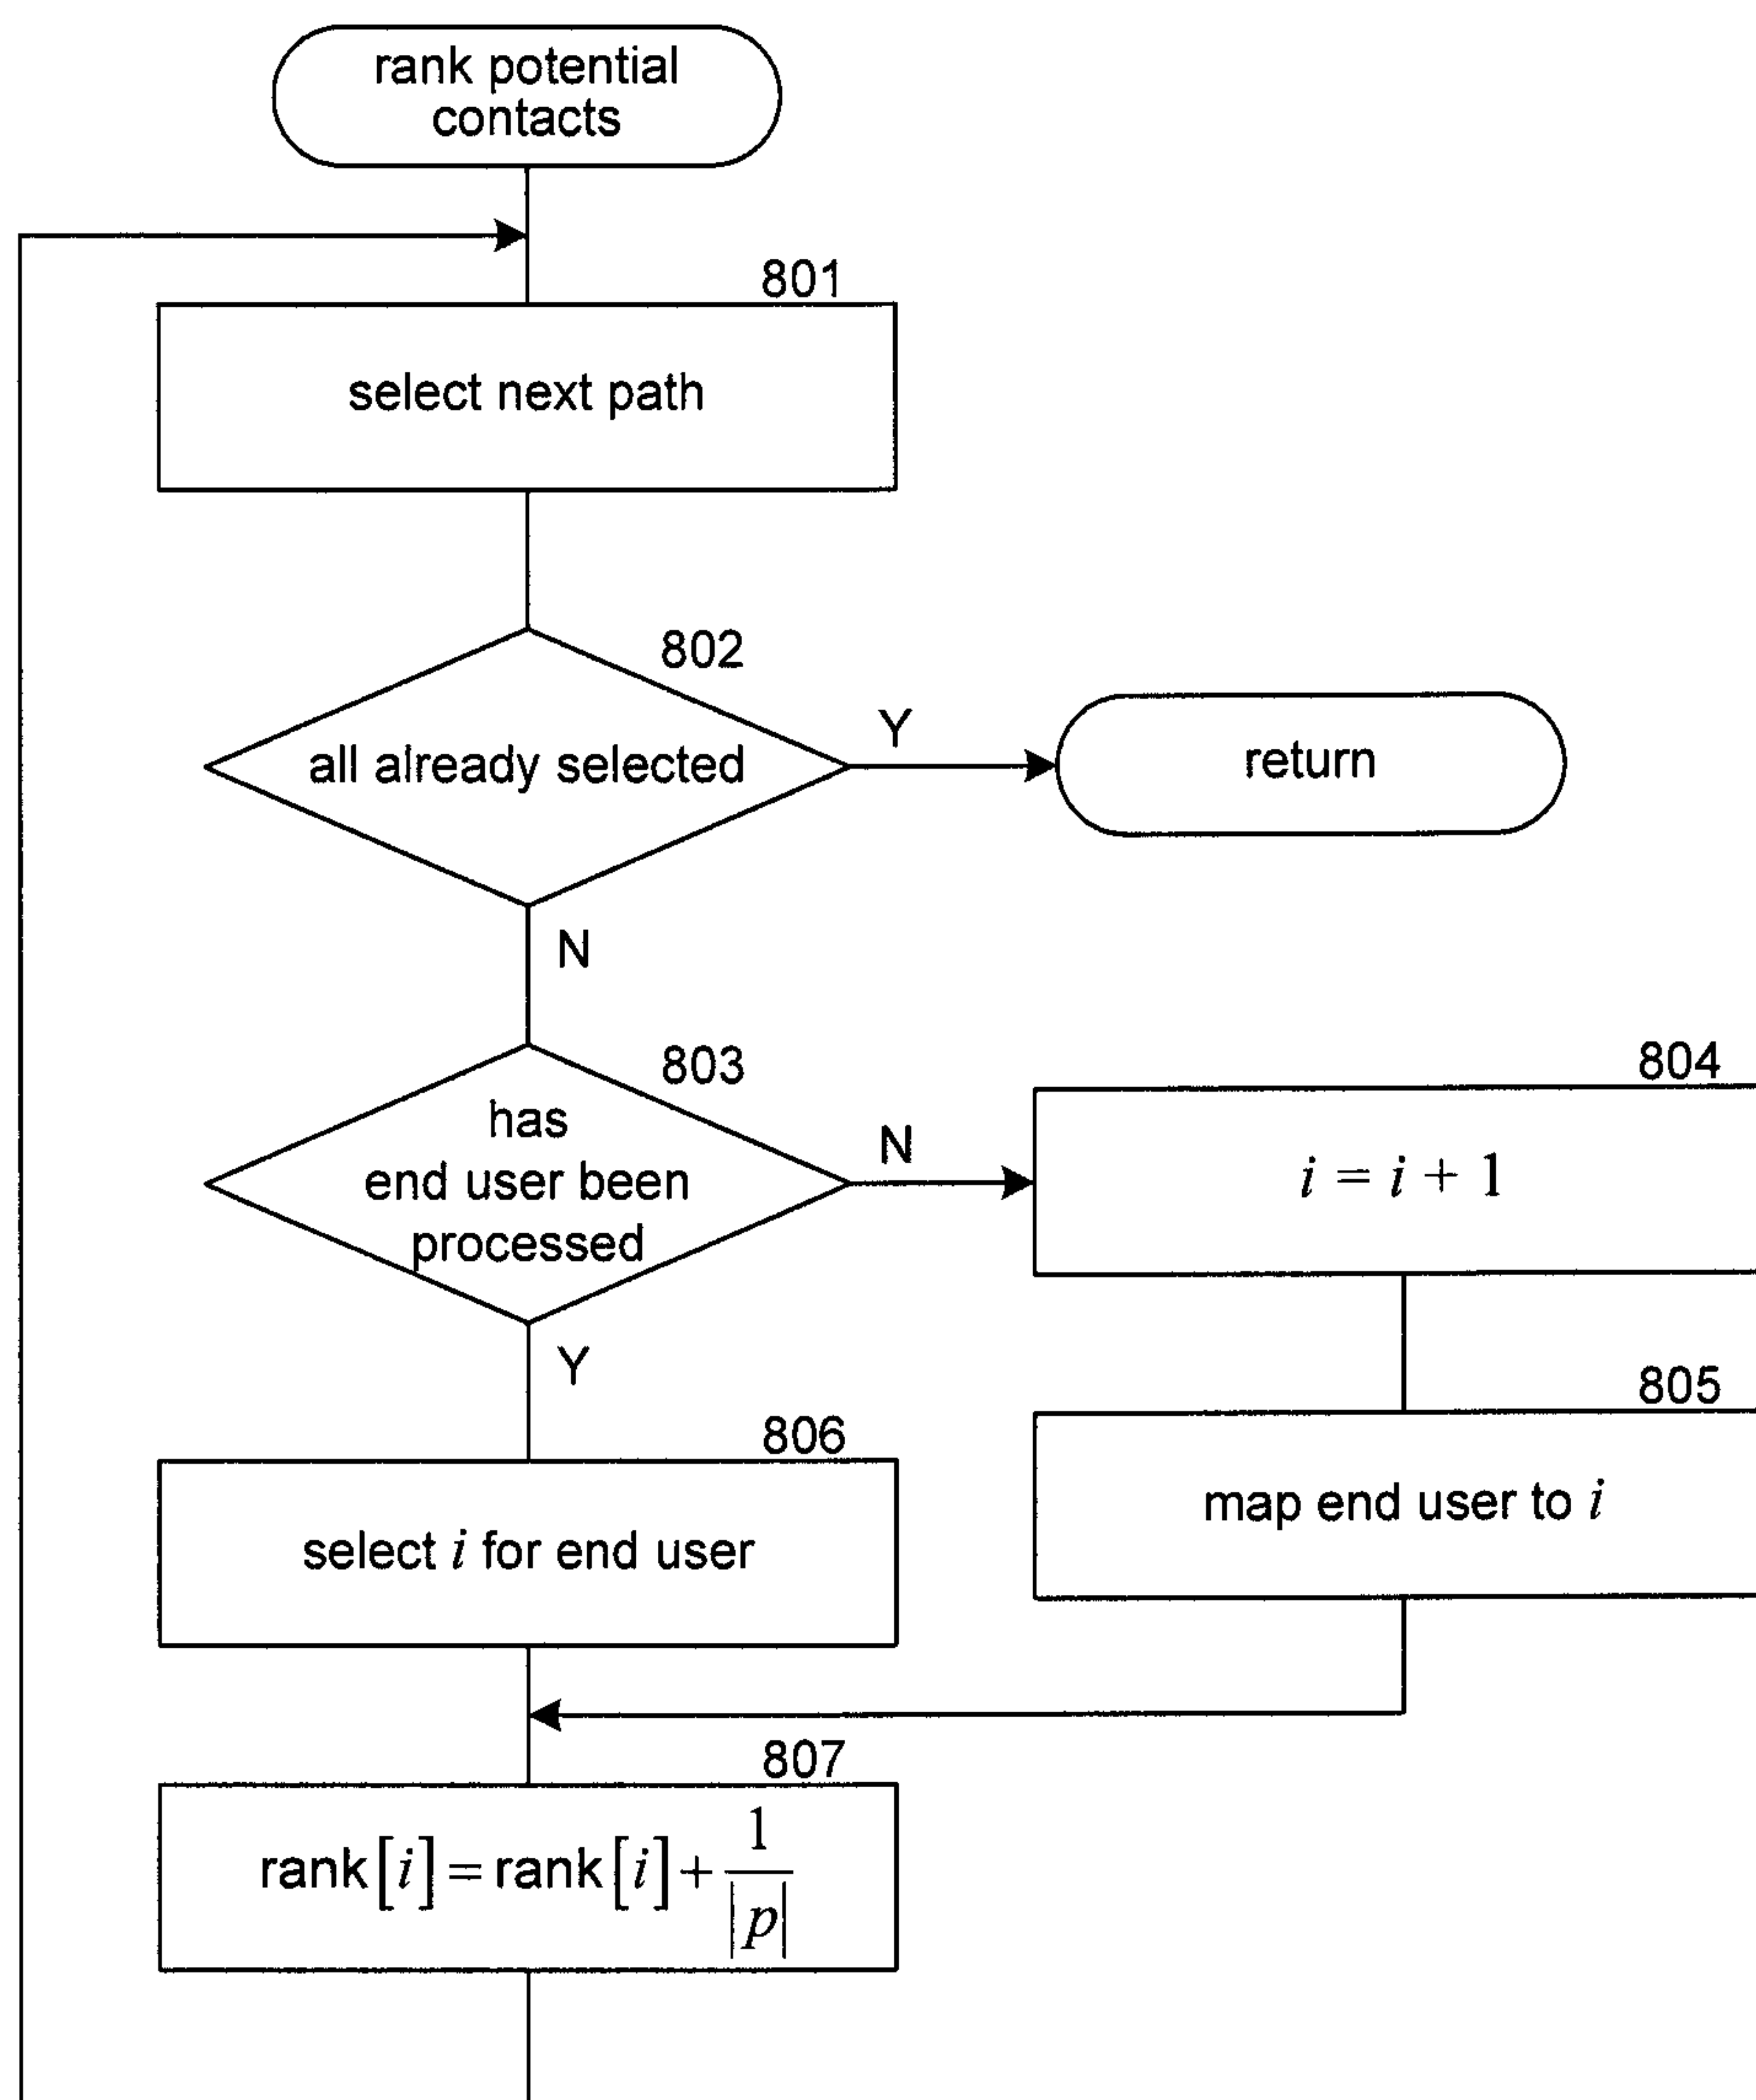 rank potential
contacts
801
select next path
802
all already selected
Y
return
N
803
has
end user been
processed
N
804
i = i + 1
Y
805
map end user to i
806
select i for end user
807
rank[i] = rank[i] + 1/|p|